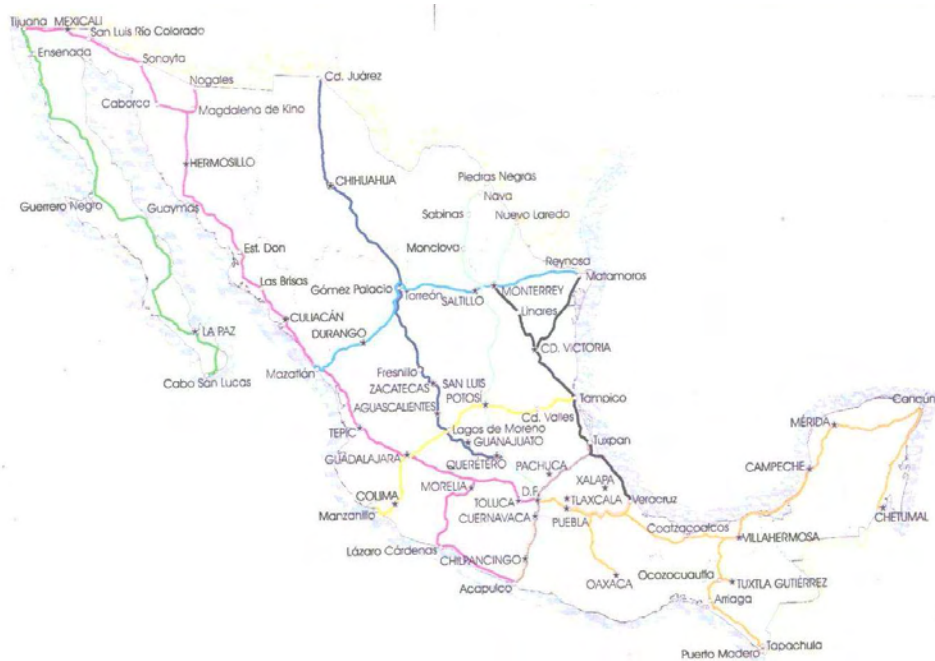 Tijuana MEXICALI
San Luis Río Colorado
Ensenada
Sonoyta
Nogales
Cd. Juárez
Caborca
Magdalena de Kino
HERMOSILLO
CHIHUAHUA
Piedras Negras
Nava
Guerrero Negro
Guaymas
Sabinas
Nuevo Laredo
Est. Don
Monclova
Reynosa
Matamoros
Las Brisas
Gómez Palacio
Torreón
SALTILLO
MONTERREY
CULIACÁN
Linares
LA PAZ
DURANGO
CD. VICTORIA
Mazatlán
Cabo San Lucas
Fresnillo
ZACATECAS
SAN LUIS
POTOSÍ
Tampico
Cancún
AGUASCALIENTES
Cd. Valles
MÉRIDA
TEPIC
Lagos de Moreno
GUANAJUATO
Tuxpan
GUADALAJARA
QUERÉTERO
PACHUCA
CAMPECHE
MORELIA
XALAPA
COLIMA
TOLUCA
D.F.
TLAXCALA
Veracruz
Manzanillo
CUERNAVACA
PUEBLA
Coatzacoalcos
CHETUMAL
VILLAHERMOSA
Lázaro Cárdenas
CHILPANCINGO
Ocozocuautla
OAXACA
TUXTLA GUTIÉRREZ
Acapulco
Arriaga
Tapachula
Puerto Madero